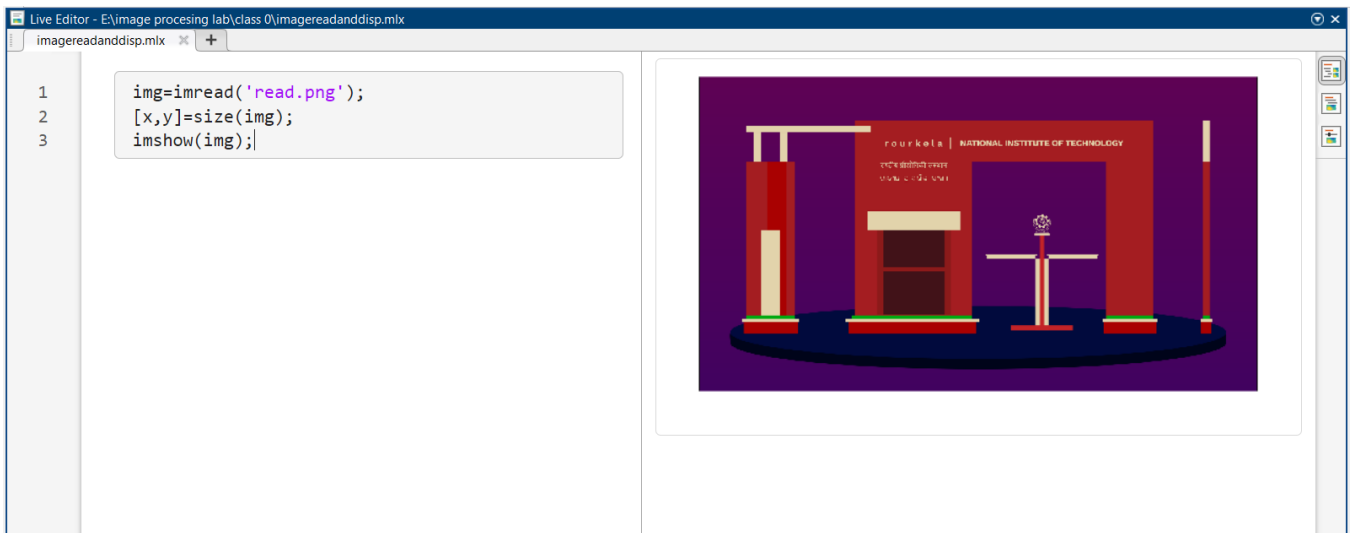 Live Editor - E:\image procesing lab\class 0\imagereadanddisp.mlx
imagereadanddisp.mlx
1 img=imread('read.png');
2 [x,y]=size(img);
3 imshow(img);
rourkela | NATIONAL INSTITUTE OF TECHNOLOGY
राष्ट्रीय प्रौद्योगिकी संस्थान